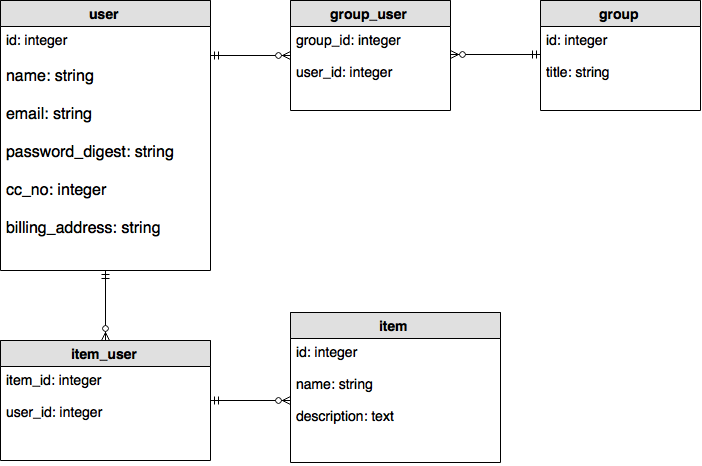 user
id: integer
name: string
email: string
password_digest: string
cc_no: integer
billing_address: string
group_user
group_id: integer
user_id: integer
group
id: integer
title: string
item_user
item_id: integer
user_id: integer
item
id: integer
name: string
description: text